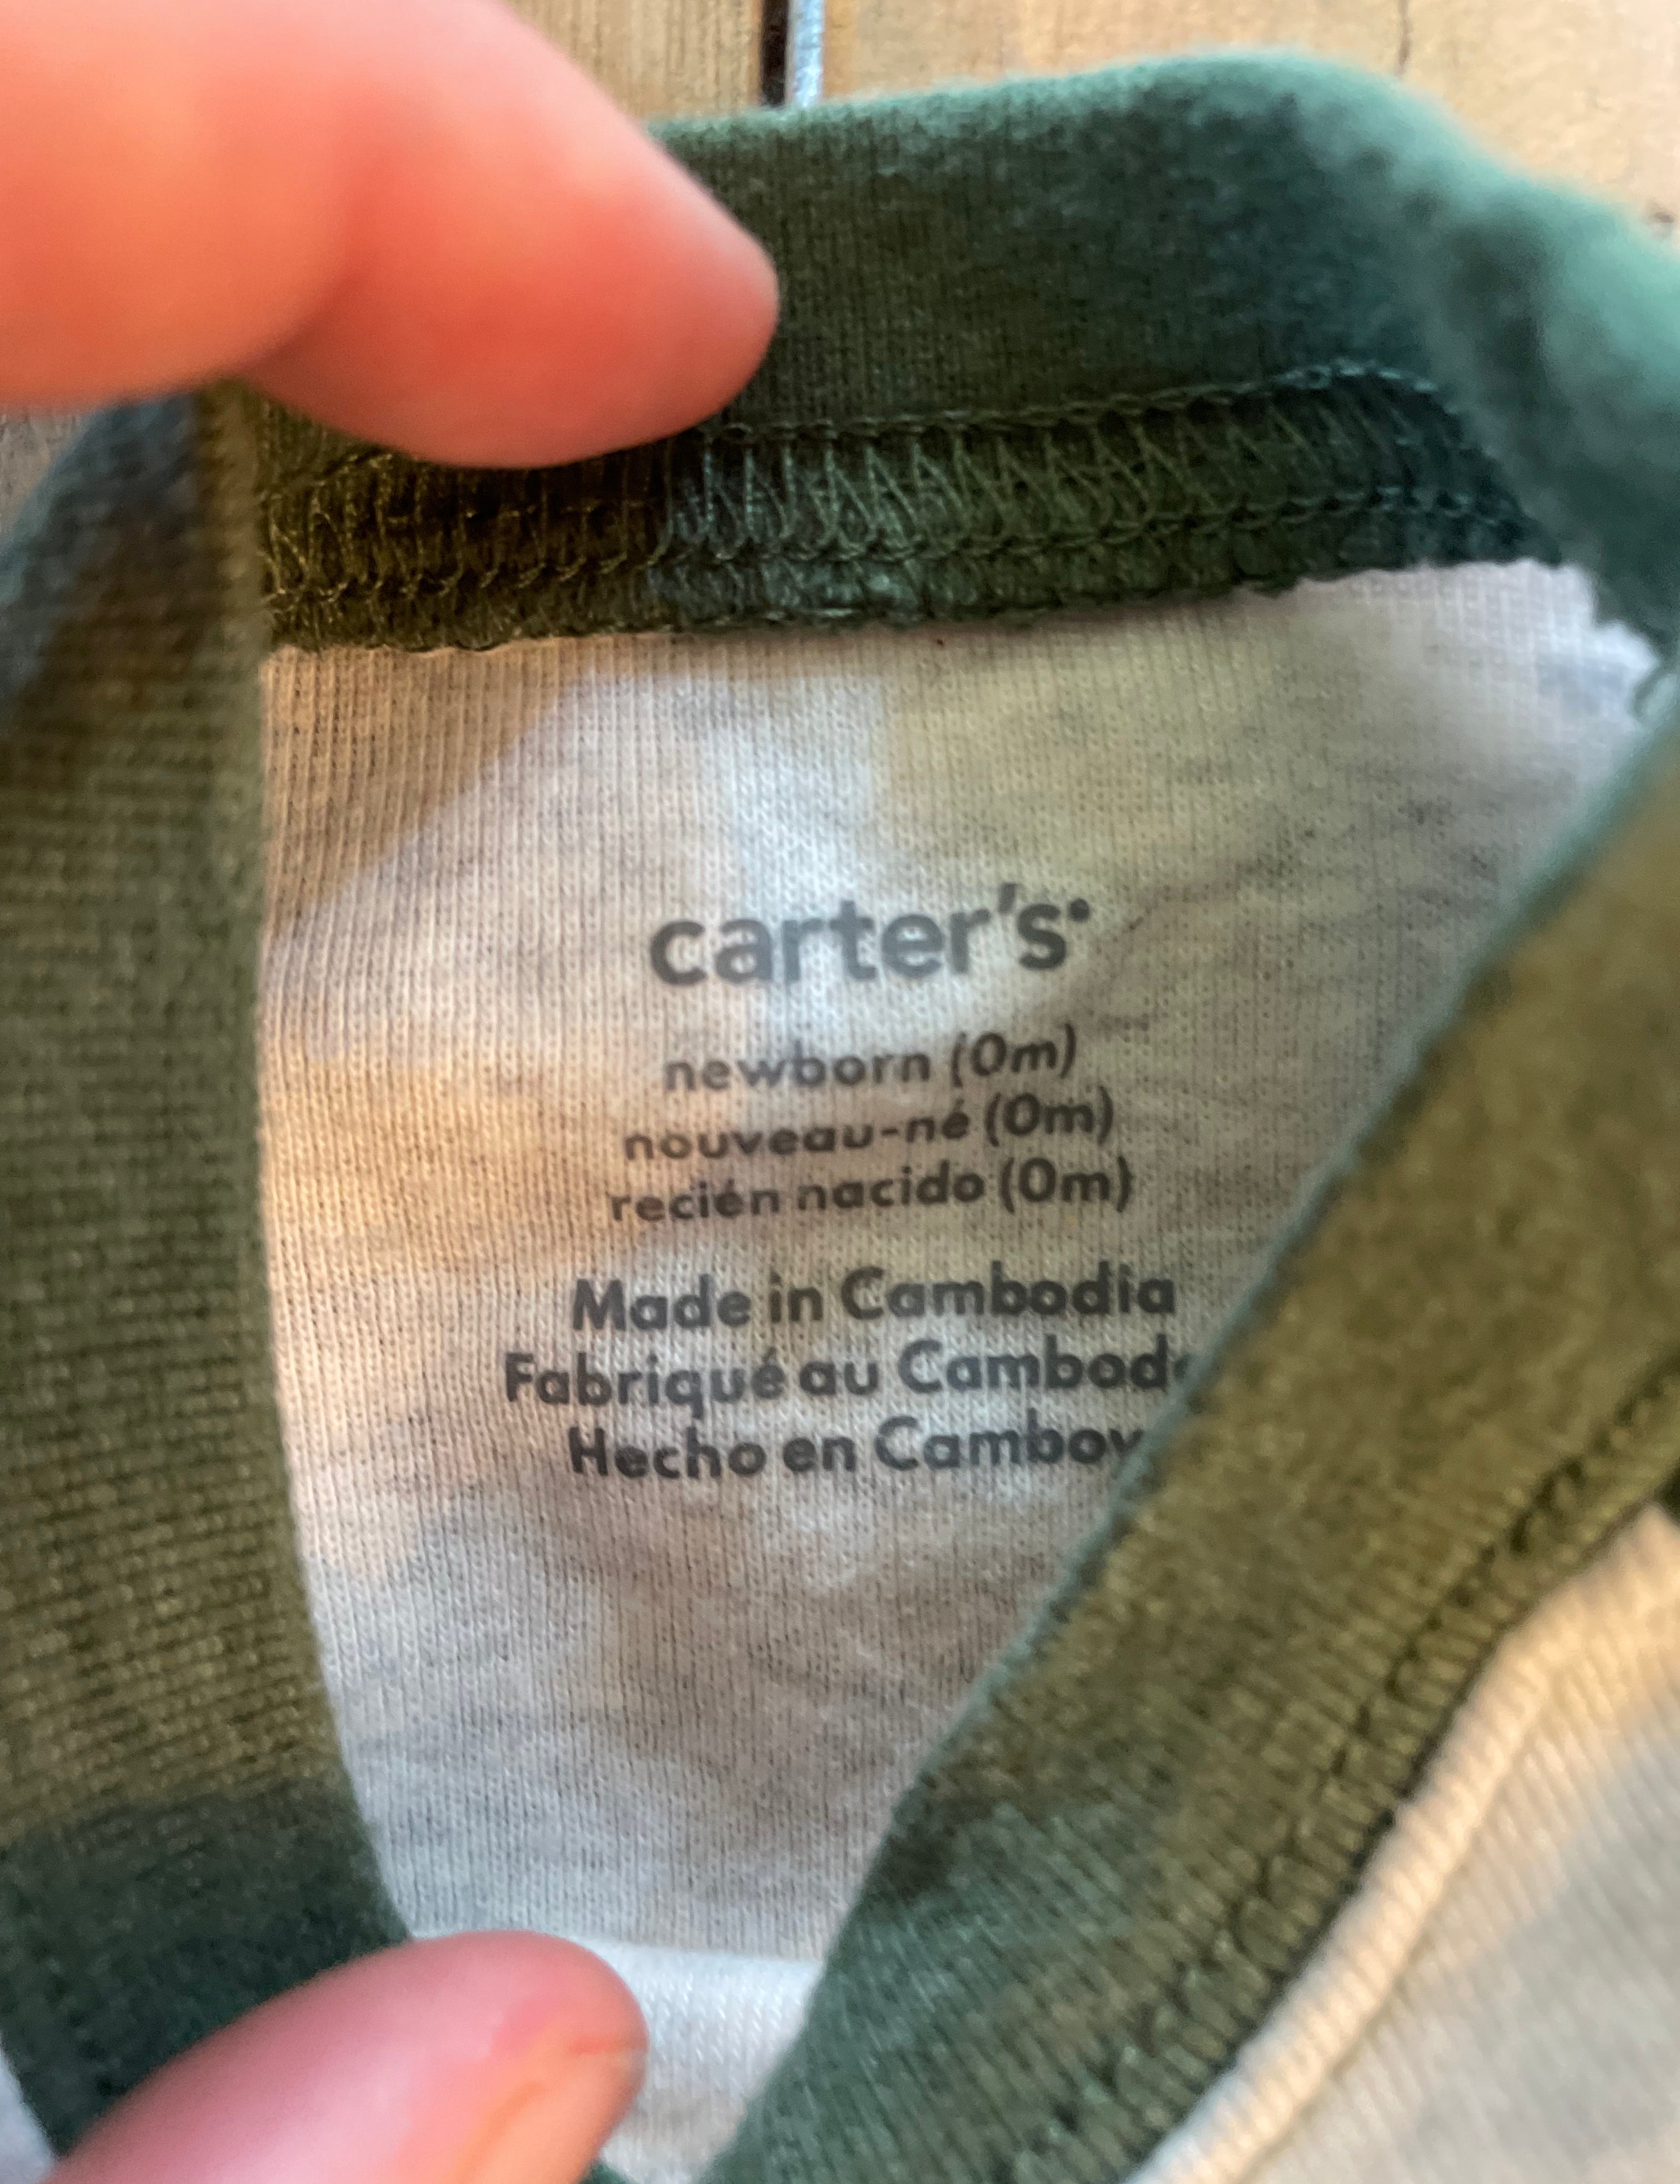 carter's
newborn (0m)
nouveau-né (0m)
recién nacido (0m)
Made in Cambodia
Fabriqué au
Hecho en